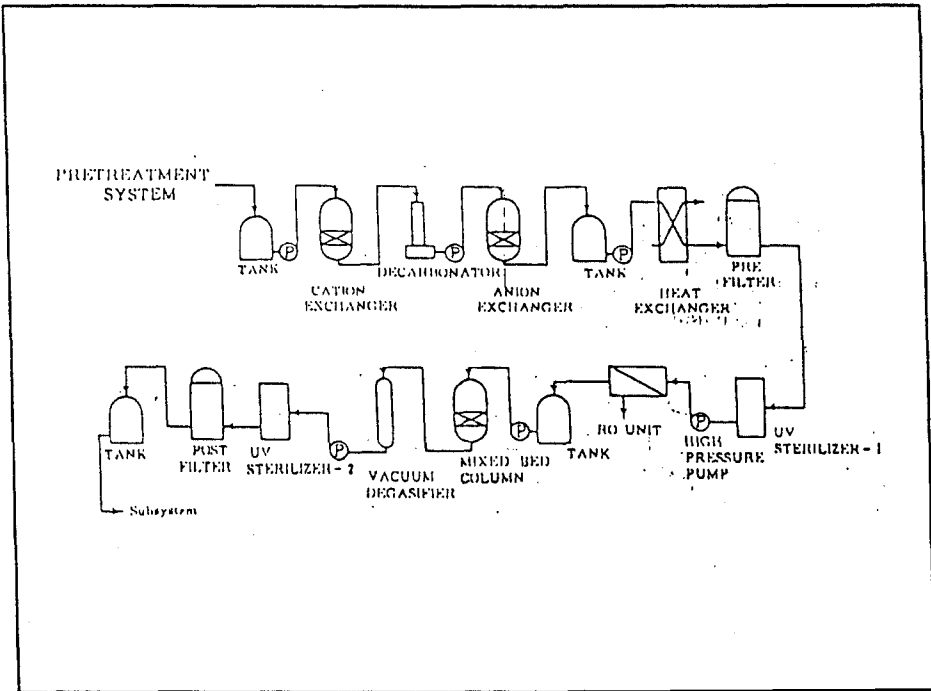 PRETREATMENT
SYSTEM
P
P
P
TANK
DECARBONATOR
TANK
PRE
FILTER
CATION
EXCHANGER
ANION
EXCHANGER
HEAT
EXCHANGER
P
P
P
TANK
POST
FILTER
UV
STERILIZER-2
VACUUM
DEGASIFIER
MIXED BED
COLUMN
TANK
RO UNIT
HIGH
PRESSURE
PUMP
UV
STERILIZER-1
Subsystem